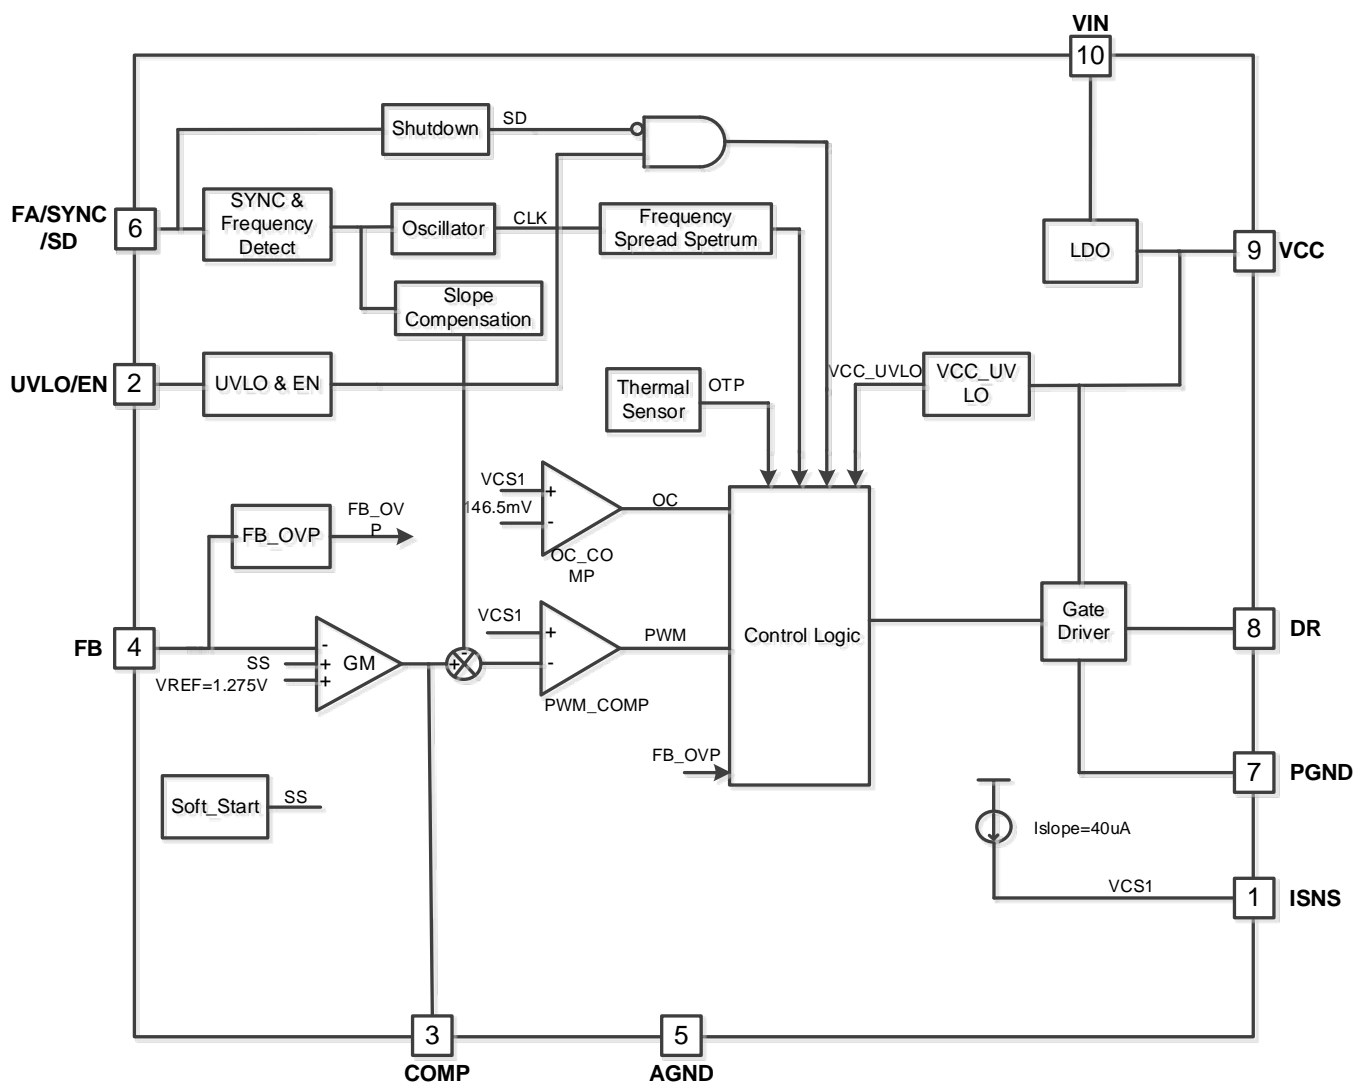 VIN
10
Shutdown
SD
FA/SYNC
/SD
6
SYNC &
Frequency
Detect
Oscillator
CLK
Frequency
Spread Spetrum
LDO
9
VCC
Slope
Compensation
UVLO/EN
2
UVLO & EN
Thermal
Sensor
OTP
VCC_UVLO
VCC_UV
LO
VCS1
+
146.5mV
-
OC
OC_CO
MP
FB_OVP
FB_OV
P
FB
4
-
SS
+
VREF=1.275V
+
GM
-
+
VCS1
+
-
PWM
PWM_COMP
Control Logic
Gate
Driver
8
DR
FB_OVP
7
PGND
Soft_Start
SS
Islope=40uA
VCS1
1
ISNS
3
COMP
5
AGND